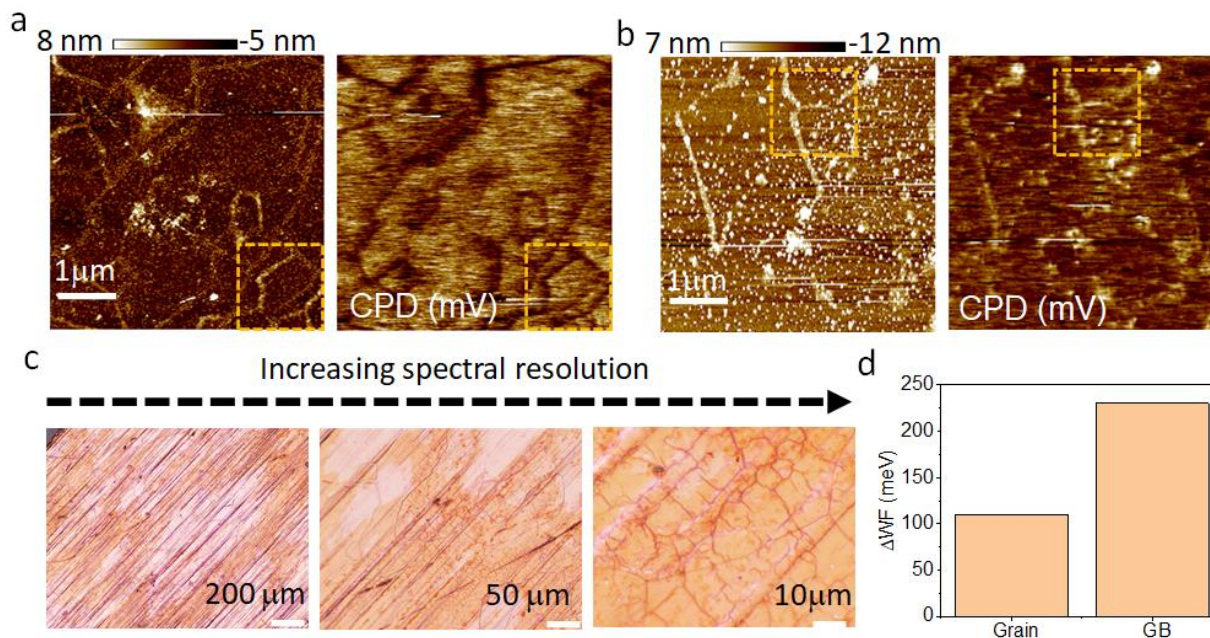 a
8 nm -5 nm
1μm
CPD (mV)
b
7 nm -12 nm
1μm
CPD (mV)
c
Increasing spectral resolution
200 μm
50 μm
10μm
d
250
200
150
100
50
0
ΔWF (meV)
Grain GB